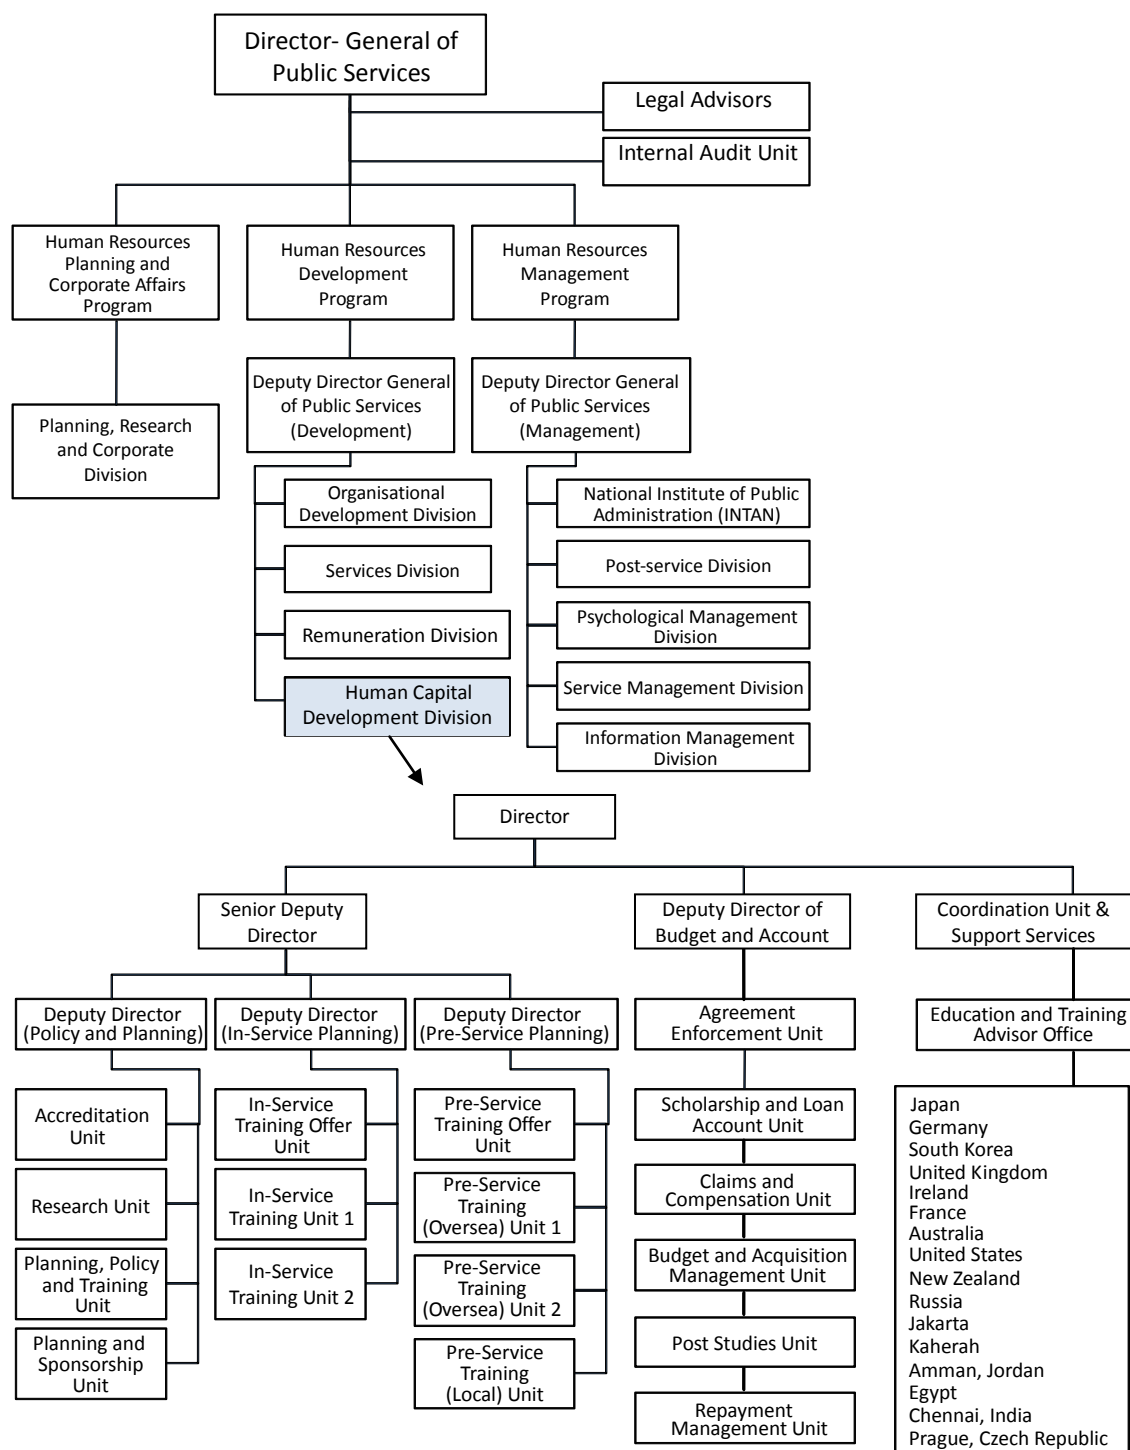 Director- General of
Public Services
Legal Advisors
Internal Audit Unit
Human Resources
Planning and
Corporate Affairs
Program
Human Resources
Development
Program
Human Resources
Management
Program
Planning, Research
and Corporate
Division
Deputy Director General
of Public Services
(Development)
Deputy Director General
of Public Services
(Management)
Organisational
Development Division
Services Division
Remuneration Division
Human Capital
Development Division
National Institute of Public
Administration (INTAN)
Post-service Division
Psychological Management
Division
Service Management Division
Information Management
Division
Director
Senior Deputy
Director
Deputy Director of
Budget and Account
Coordination Unit &
Support Services
Deputy Director
(Policy and Planning)
Deputy Director
(In-Service Planning)
Deputy Director
(Pre-Service Planning)
Agreement
Enforcement Unit
Education and Training
Advisor Office
Accreditation
Unit
Research Unit
Planning, Policy
and Training
Unit
Planning and
Sponsorship
Unit
In-Service
Training Offer
Unit
In-Service
Training Unit 1
In-Service
Training Unit 2
Pre-Service
Training Offer
Unit
Pre-Service
Training
(Oversea) Unit 1
Pre-Service
Training
(Oversea) Unit 2
Pre-Service
Training
(Local) Unit
Scholarship and Loan
Account Unit
Claims and
Compensation Unit
Budget and Acquisition
Management Unit
Post Studies Unit
Repayment
Management Unit
Japan
Germany
South Korea
United Kingdom
Ireland
France
Australia
United States
New Zealand
Russia
Jakarta
Kaherah
Amman, Jordan
Egypt
Chennai, India
Prague, Czech Republic